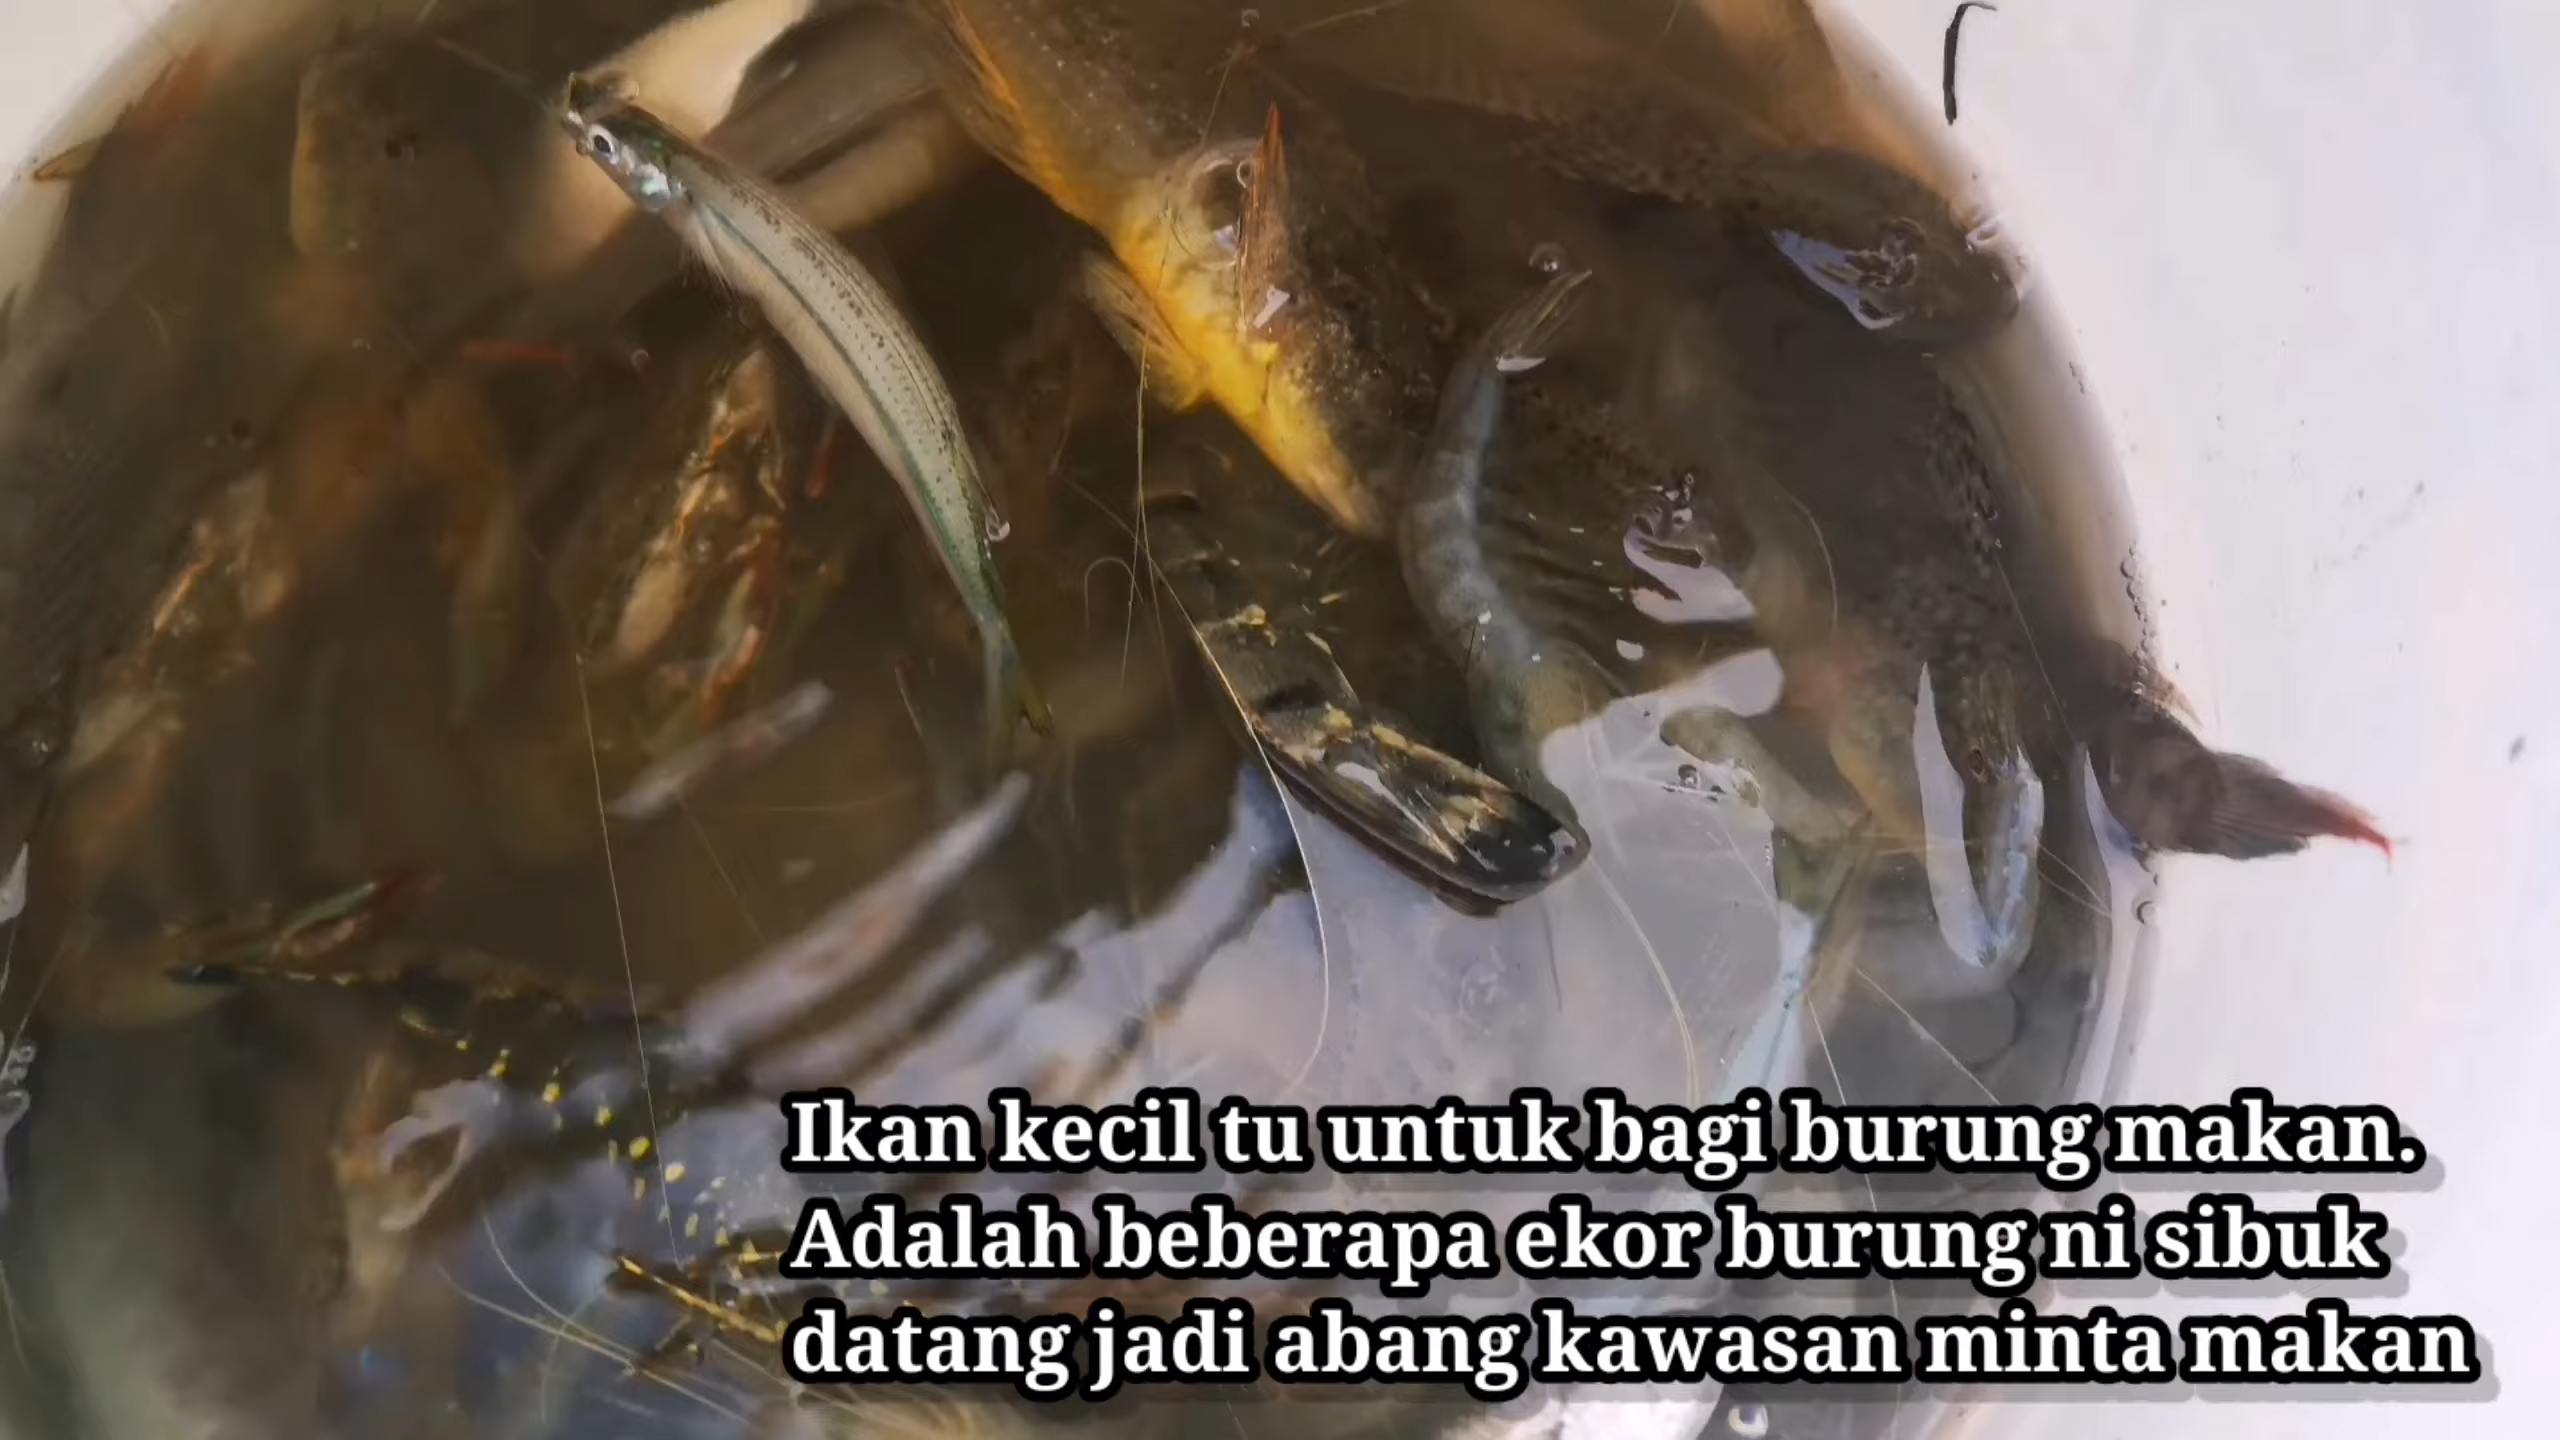 Ikan kecil tu untuk bagi burung makan.
Adalah beberapa ekor burung ni sibuk
datang jadi abang kawasan minta makan